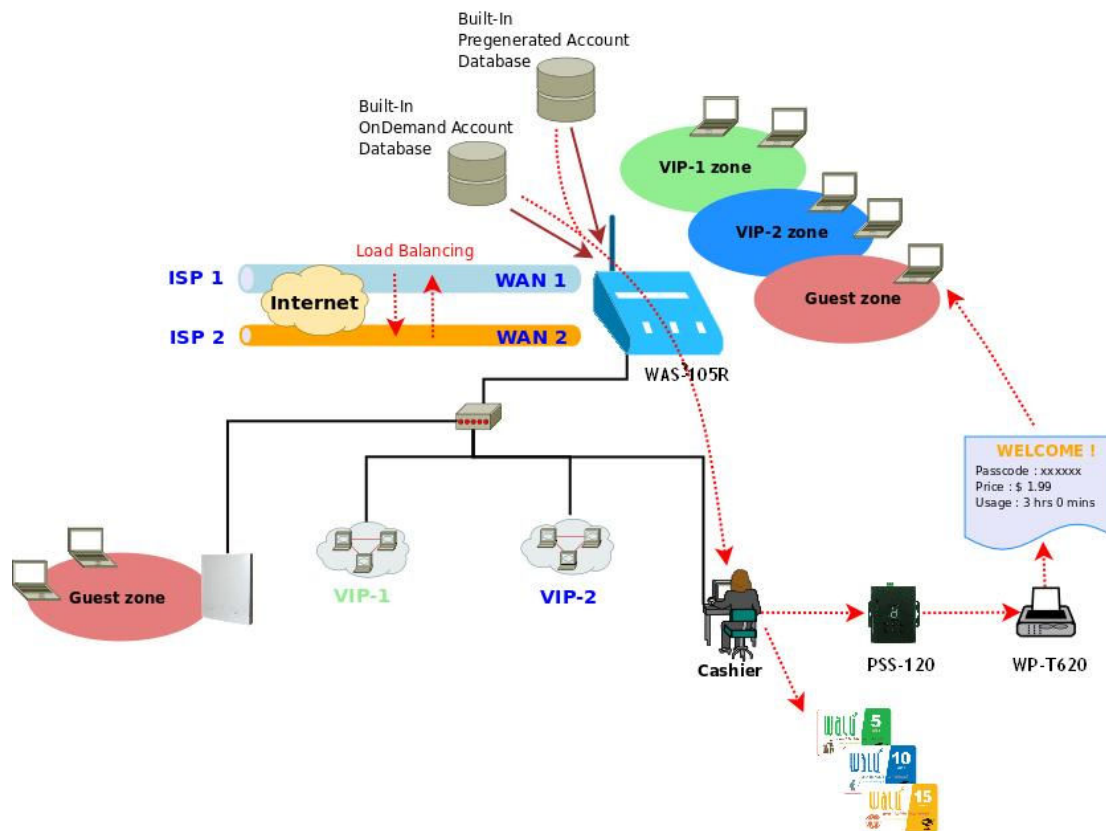 Built-In
Pregenerated Account
Database
Built-In
OnDemand Account
Database
VIP-1 zone
VIP-2 zone
Guest zone
Load Balancing
ISP 1
WAN 1
Internet
ISP 2
WAN 2
WAS-105R
WELCOME !
Passcode : xxxxxx
Price : $ 1.99
Usage : 3 hrs 0 mins
Guest zone
VIP-1
VIP-2
Cashier
PSS-120
WP-T620
5
10
15